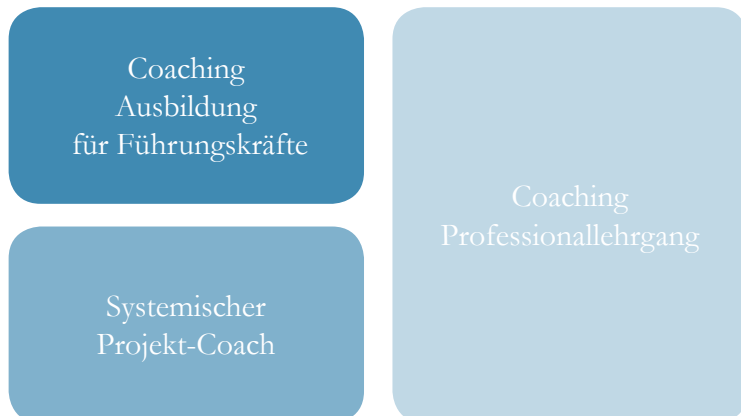 Coaching
Ausbildung
für Führungskräfte
Systemischer
Projekt-Coach
Coaching
Professionallehrgang